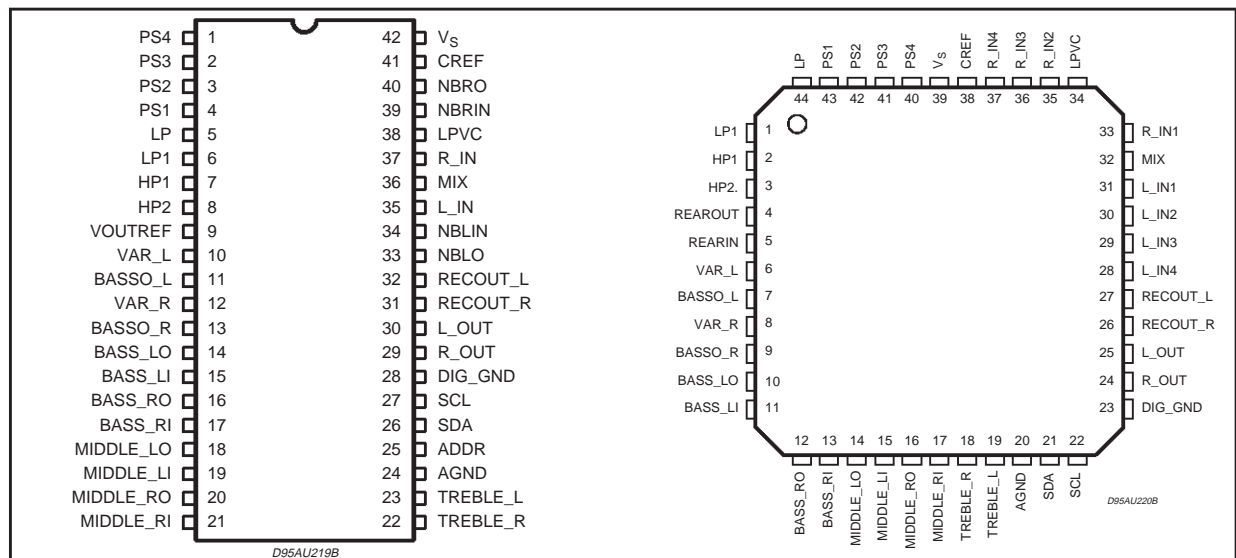 PS4 1 42 VS
PS3 2 41 CREF
PS2 3 40 NBRO
PS1 4 39 NBRIN
LP 5 38 LPVC
LP1 6 37 R_IN
HP1 7 36 MIX
HP2 8 35 L_IN
VOUTREF 9 34 NBLIN
VAR_L 10 33 NBLO
BASSO_L 11 32 RECOUT_L
VAR_R 12 31 RECOUT_R
BASSO_R 13 30 L_OUT
BASS_LO 14 29 R_OUT
BASS_LI 15 28 DIG_GND
BASS_RO 16 27 SCL
BASS_RI 17 26 SDA
MIDDLE_LO 18 25 ADDR
MIDDLE_LI 19 24 AGND
MIDDLE_RO 20 23 TREBLE_L
MIDDLE_RI 21 22 TREBLE_R
D95AU219B
LP PS1 PS2 PS3 PS4 VS CREF R_IN4 R_IN3 R_IN2 LPVC
44 43 42 41 40 39 38 37 36 35 34
LP1 1 33 R_IN1
HP1 2 32 MIX
HP2. 3 31 L_IN1
REAROUT 4 30 L_IN2
REARIN 5 29 L_IN3
VAR_L 6 28 L_IN4
BASSO_L 7 27 RECOUT_L
VAR_R 8 26 RECOUT_R
BASSO_R 9 25 L_OUT
BASS_LO 10 24 R_OUT
BASS_LI 11 23 DIG_GND
12 13 14 15 16 17 18 19 20 21 22
BASS_RO BASS_RI MIDDLE_LO MIDDLE_LI MIDDLE_RO MIDDLE_RI TREBLE_R TREBLE_L AGND SDA SCL
D95AU220B